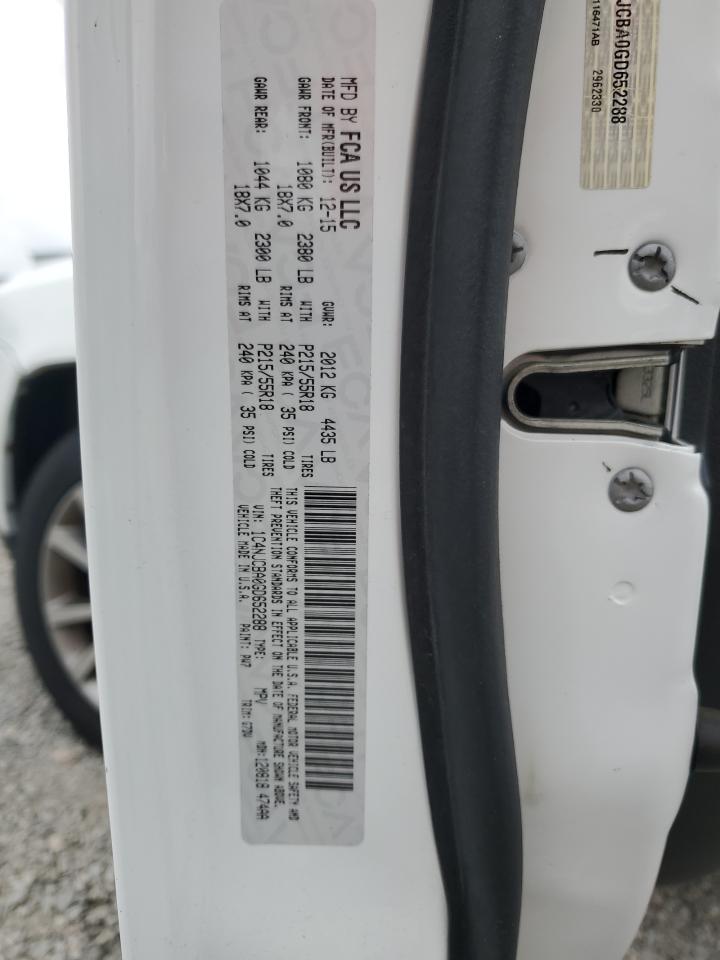 MFD BY FCA US LLC
DATE OF MFR(BUILT): 12-15 GVWR: 2012 KG 4435 LB
GAWR FRONT: 1080 KG 2380 LB WITH P215/55R18 TIRES
18X7.0 RIMS AT 240 KPA ( 35 PSI) COLD
GAWR REAR: 1044 KG 2300 LB WITH P215/55R18 TIRES
18X7.0 RIMS AT 240 KPA ( 35 PSI) COLD
THIS VEHICLE CONFORMS TO ALL APPLICABLE U.S.A. FEDERAL MOTOR VEHICLE SAFETY AND
THEFT PREVENTION STANDARDS IN EFFECT ON THE DATE OF MANUFACTURE SHOWN ABOVE.
VIN: 1C4NJCBA0GD652288 TYPE: MPV MDH:120818 474AA
VEHICLE MADE IN U.S.A. PAINT: PW7 TRIM:
JCBA0GD652288
116471AB
2962330